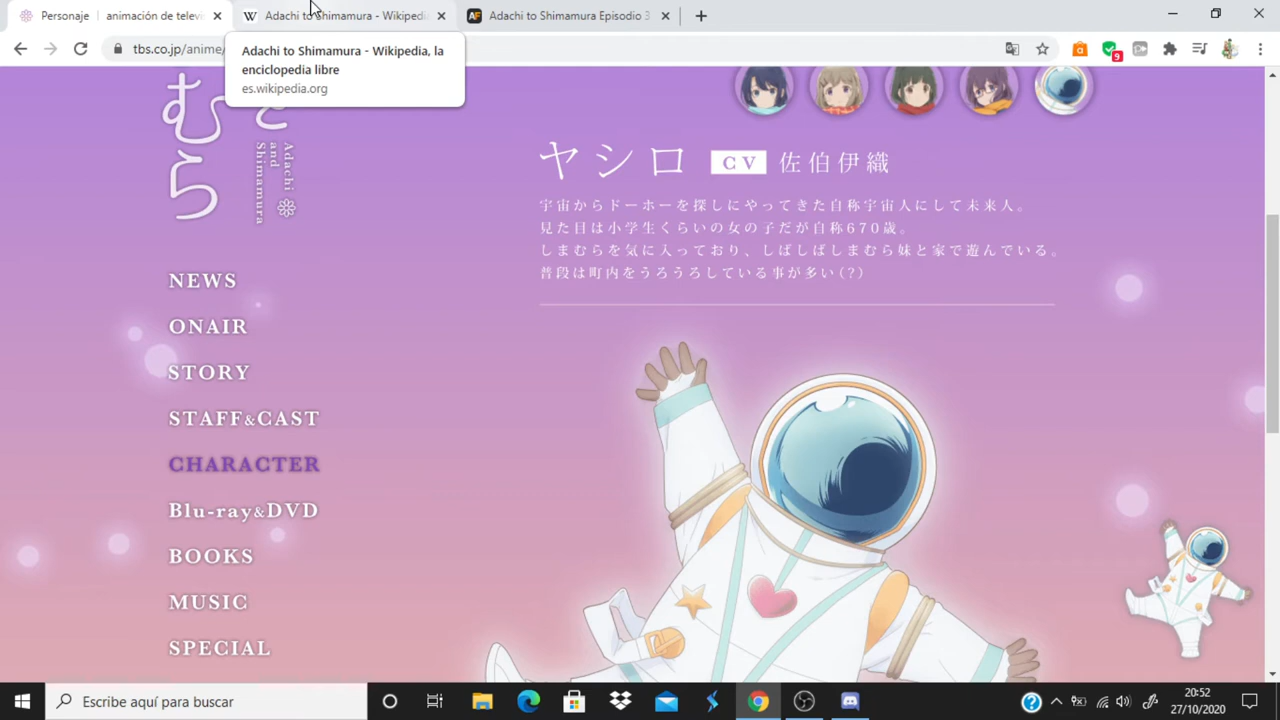 Personaje | animación de televi
Adachi to Shimamura - Wikipedi
Adachi to Shimamura Episodio 3
tbs.co.jp/anime/
9
Adachi to Shimamura - Wikipedia, la
enciclopedia libre
es.wikipedia.org
と
むら
Adachi
and
Shimamura
ヤシロ CV 佐伯伊織
宇宙からドーホーを探しにやってきた自称宇宙人にして未来人。
見た目は小学生くらいの女の子だが自称670歳。
しまむらを気に入っており、しばしばしまむら妹と家で遊んでいる。
普段は町内をうろうろしている事が多い(?)
NEWS
ONAIR
STORY
STAFF&CAST
CHARACTER
Blu-ray&DVD
BOOKS
MUSIC
SPECIAL
Escribe aquí para buscar
20:52
27/10/2020